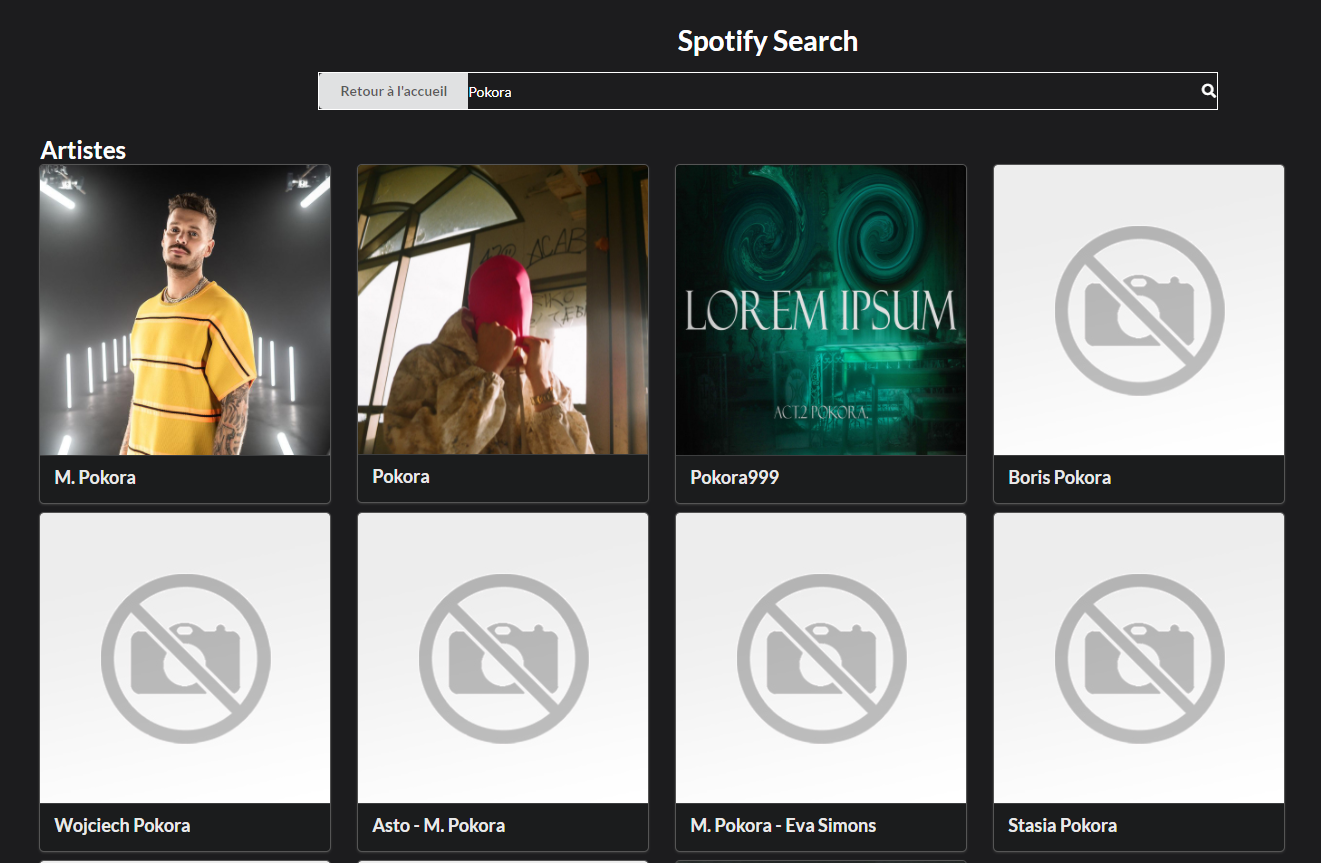 Spotify Search
Retour à l'accueil
Pokora
Artistes
ACAB
LOREM IPSUM
ACT.2 POKORA.
M. Pokora
Pokora
Pokora999
Boris Pokora
Wojciech Pokora
Asto - M. Pokora
M. Pokora - Eva Simons
Stasia Pokora